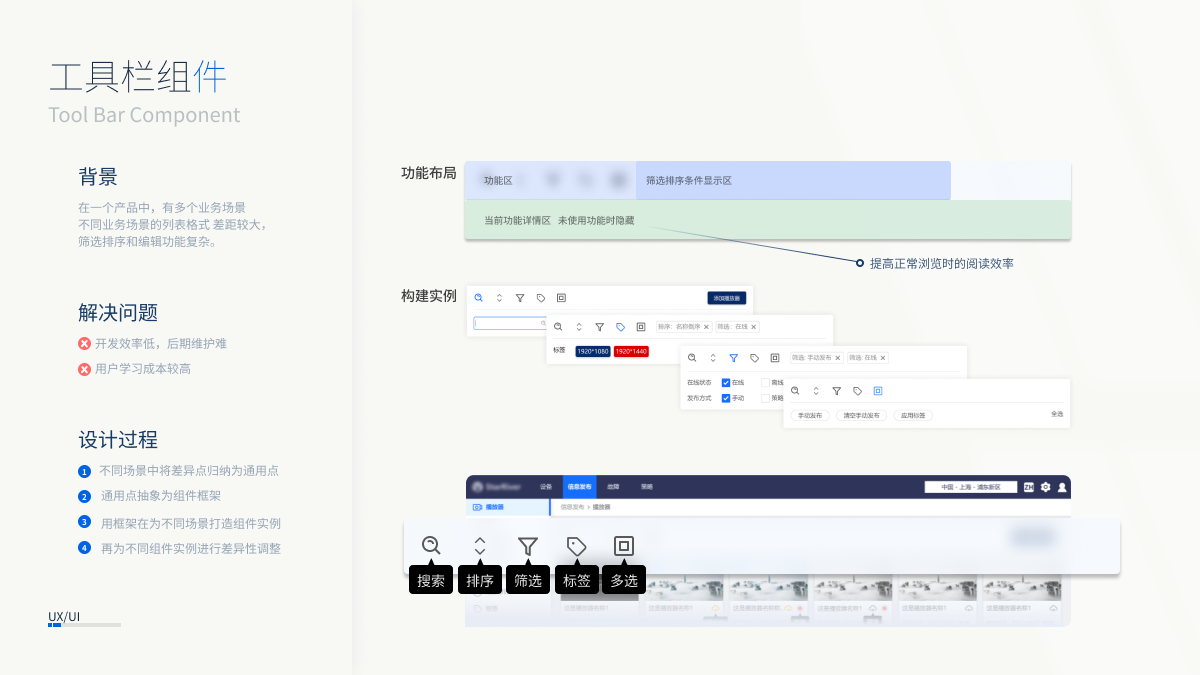 工具栏组件
Tool Bar Component
背景
在一个产品中，有多个业务场景
不同业务场景的列表格式 差距较大，
筛选排序和编辑功能复杂。
解决问题
开发效率低，后期维护难
用户学习成本较高
设计过程
1 不同场景中将差异点归纳为通用点
2 通用点抽象为组件框架
3 用框架在为不同场景打造组件实例
4 再为不同组件实例进行差异性调整
UX/UI
功能布局
功能区 筛选排序条件显示区
当前功能详情区 未使用功能时隐藏
提高正常浏览时的阅读效率
构建实例
添加播放器
排序: 名称倒序 × 筛选: 在线 ×
标签 1920*1080 1920*1440
筛选: 手动发布 × 筛选: 在线 ×
在线状态 在线 离线
发布方式 手动 策略
手动发布 清空手动发布 应用标签 全选
设备 信息发布 故障 策略 中国 - 上海 - 浦东新区 ZH
播放器 信息发布 › 播放器
搜索 排序 筛选 标签 多选